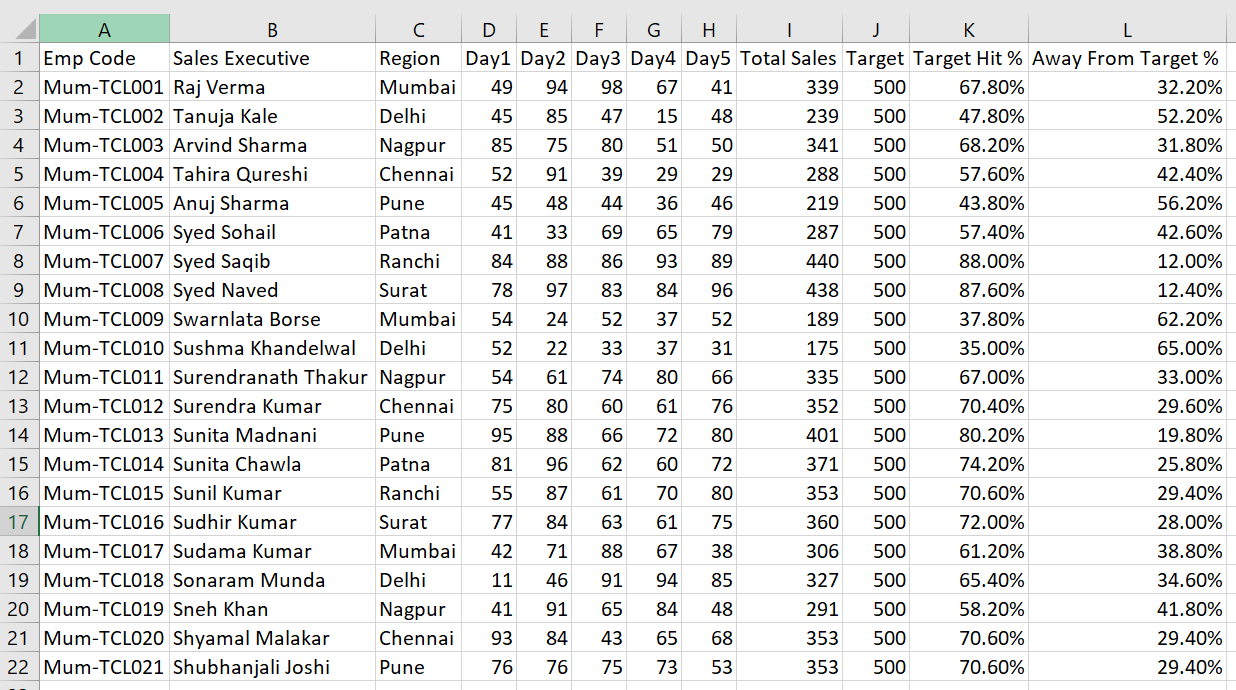 A B C D E F G H I J K L
1 Emp Code Sales Executive Region Day1 Day2 Day3 Day4 Day5 Total Sales Target Target Hit % Away From Target %
2 Mum-TCL001 Raj Verma Mumbai 49 94 98 67 41 339 500 67.80% 32.20%
3 Mum-TCL002 Tanuja Kale Delhi 45 85 47 15 48 239 500 47.80% 52.20%
4 Mum-TCL003 Arvind Sharma Nagpur 85 75 80 51 50 341 500 68.20% 31.80%
5 Mum-TCL004 Tahira Qureshi Chennai 52 91 39 29 29 288 500 57.60% 42.40%
6 Mum-TCL005 Anuj Sharma Pune 45 48 44 36 46 219 500 43.80% 56.20%
7 Mum-TCL006 Syed Sohail Patna 41 33 69 65 79 287 500 57.40% 42.60%
8 Mum-TCL007 Syed Saqib Ranchi 84 88 86 93 89 440 500 88.00% 12.00%
9 Mum-TCL008 Syed Naved Surat 78 97 83 84 96 438 500 87.60% 12.40%
10 Mum-TCL009 Swarnlata Borse Mumbai 54 24 52 37 52 189 500 37.80% 62.20%
11 Mum-TCL010 Sushma Khandelwal Delhi 52 22 33 37 31 175 500 35.00% 65.00%
12 Mum-TCL011 Surendranath Thakur Nagpur 54 61 74 80 66 335 500 67.00% 33.00%
13 Mum-TCL012 Surendra Kumar Chennai 75 80 60 61 76 352 500 70.40% 29.60%
14 Mum-TCL013 Sunita Madnani Pune 95 88 66 72 80 401 500 80.20% 19.80%
15 Mum-TCL014 Sunita Chawla Patna 81 96 62 60 72 371 500 74.20% 25.80%
16 Mum-TCL015 Sunil Kumar Ranchi 55 87 61 70 80 353 500 70.60% 29.40%
17 Mum-TCL016 Sudhir Kumar Surat 77 84 63 61 75 360 500 72.00% 28.00%
18 Mum-TCL017 Sudama Kumar Mumbai 42 71 88 67 38 306 500 61.20% 38.80%
19 Mum-TCL018 Sonaram Munda Delhi 11 46 91 94 85 327 500 65.40% 34.60%
20 Mum-TCL019 Sneh Khan Nagpur 41 91 65 84 48 291 500 58.20% 41.80%
21 Mum-TCL020 Shyamal Malakar Chennai 93 84 43 65 68 353 500 70.60% 29.40%
22 Mum-TCL021 Shubhanjali Joshi Pune 76 76 75 73 53 353 500 70.60% 29.40%